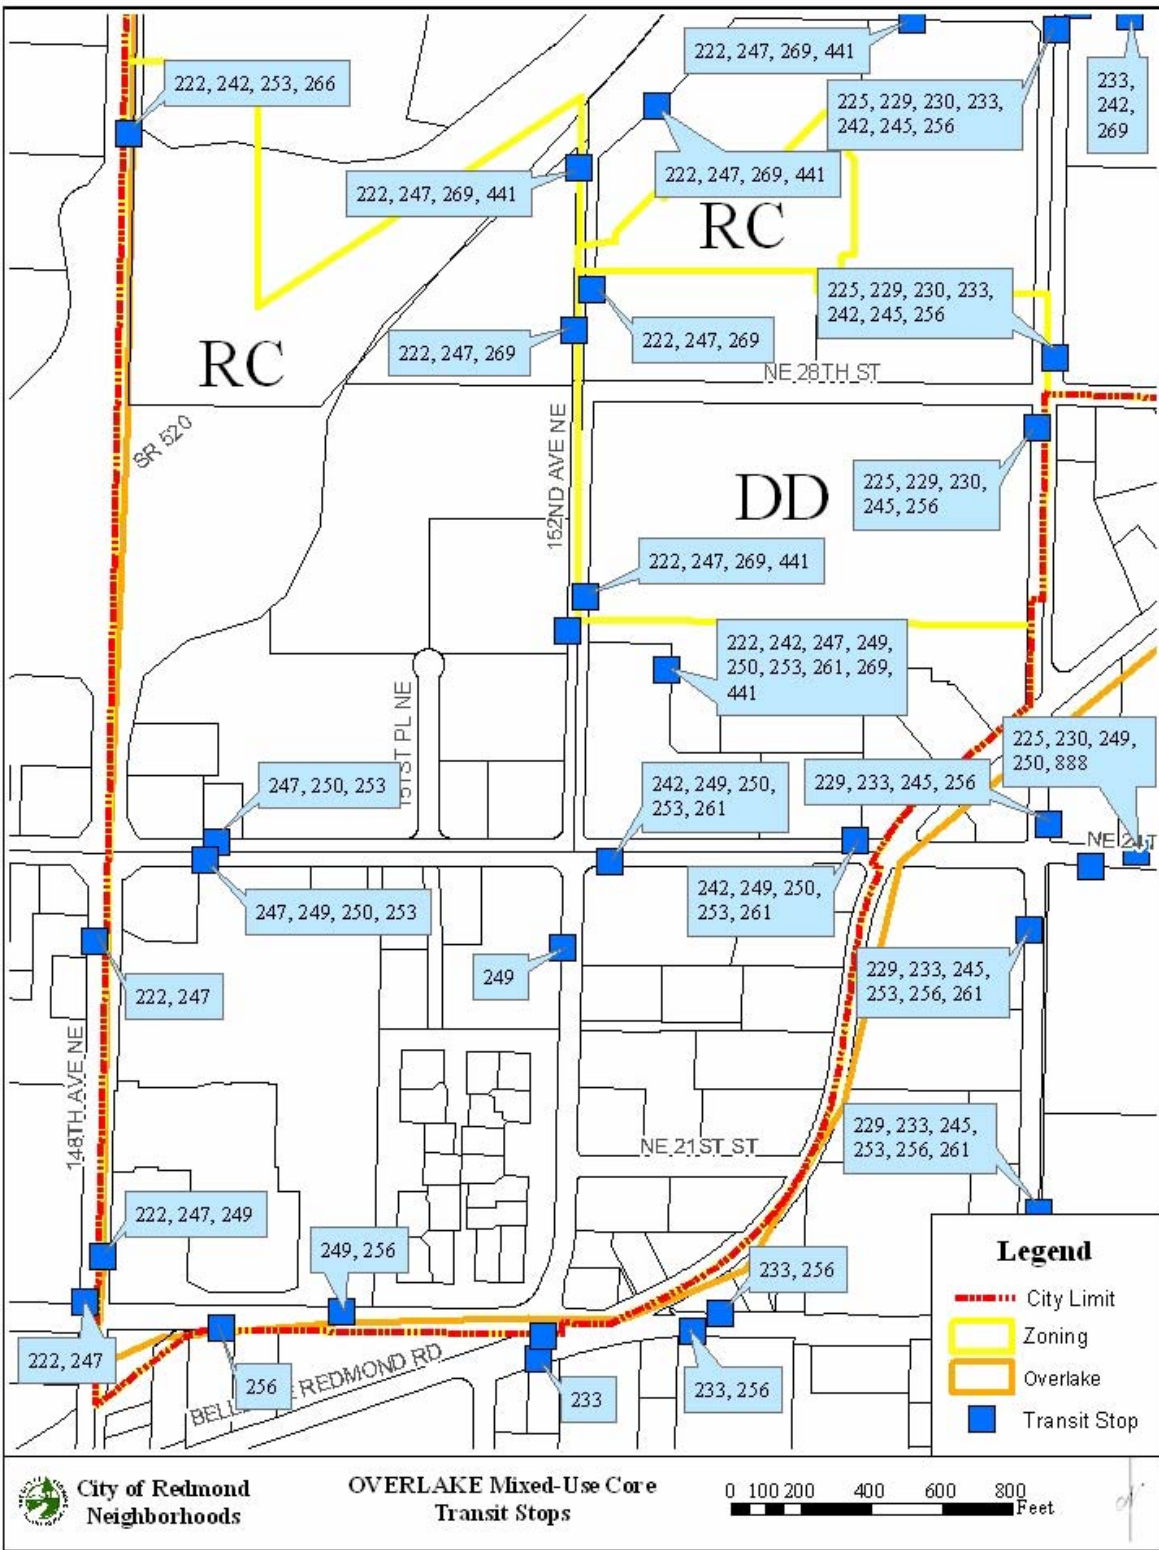 222, 247, 269, 441
222, 242, 253, 266
233,
242,
269
225, 229, 230, 233,
242, 245, 256
222, 247, 269, 441
222, 247, 269, 441
RC
225, 229, 230, 233,
242, 245, 256
222, 247, 269
222, 247, 269
RC
NE 28TH ST
SR 520
152ND AVE NE
225, 229, 230,
245, 256
DD
222, 247, 269, 441
222, 242, 247, 249,
250, 253, 261, 269,
441
151ST PL NE
225, 230, 249,
250, 888
247, 250, 253
242, 249, 250,
253, 261
229, 233, 245, 256
NE 24T
247, 249, 250, 253
242, 249, 250,
253, 261
222, 247
249
229, 233, 245,
253, 256, 261
148TH AVE NE
229, 233, 245,
253, 256, 261
NE 21ST ST
222, 247, 249
249, 256
233, 256
222, 247
256
BELL E REDMOND RD
233
233, 256
Legend
City Limit
Zoning
Overlake
Transit Stop
City of Redmond
Neighborhoods
OVERLAKE Mixed-Use Core
Transit Stops
0 100 200 400 600 800
Feet
N